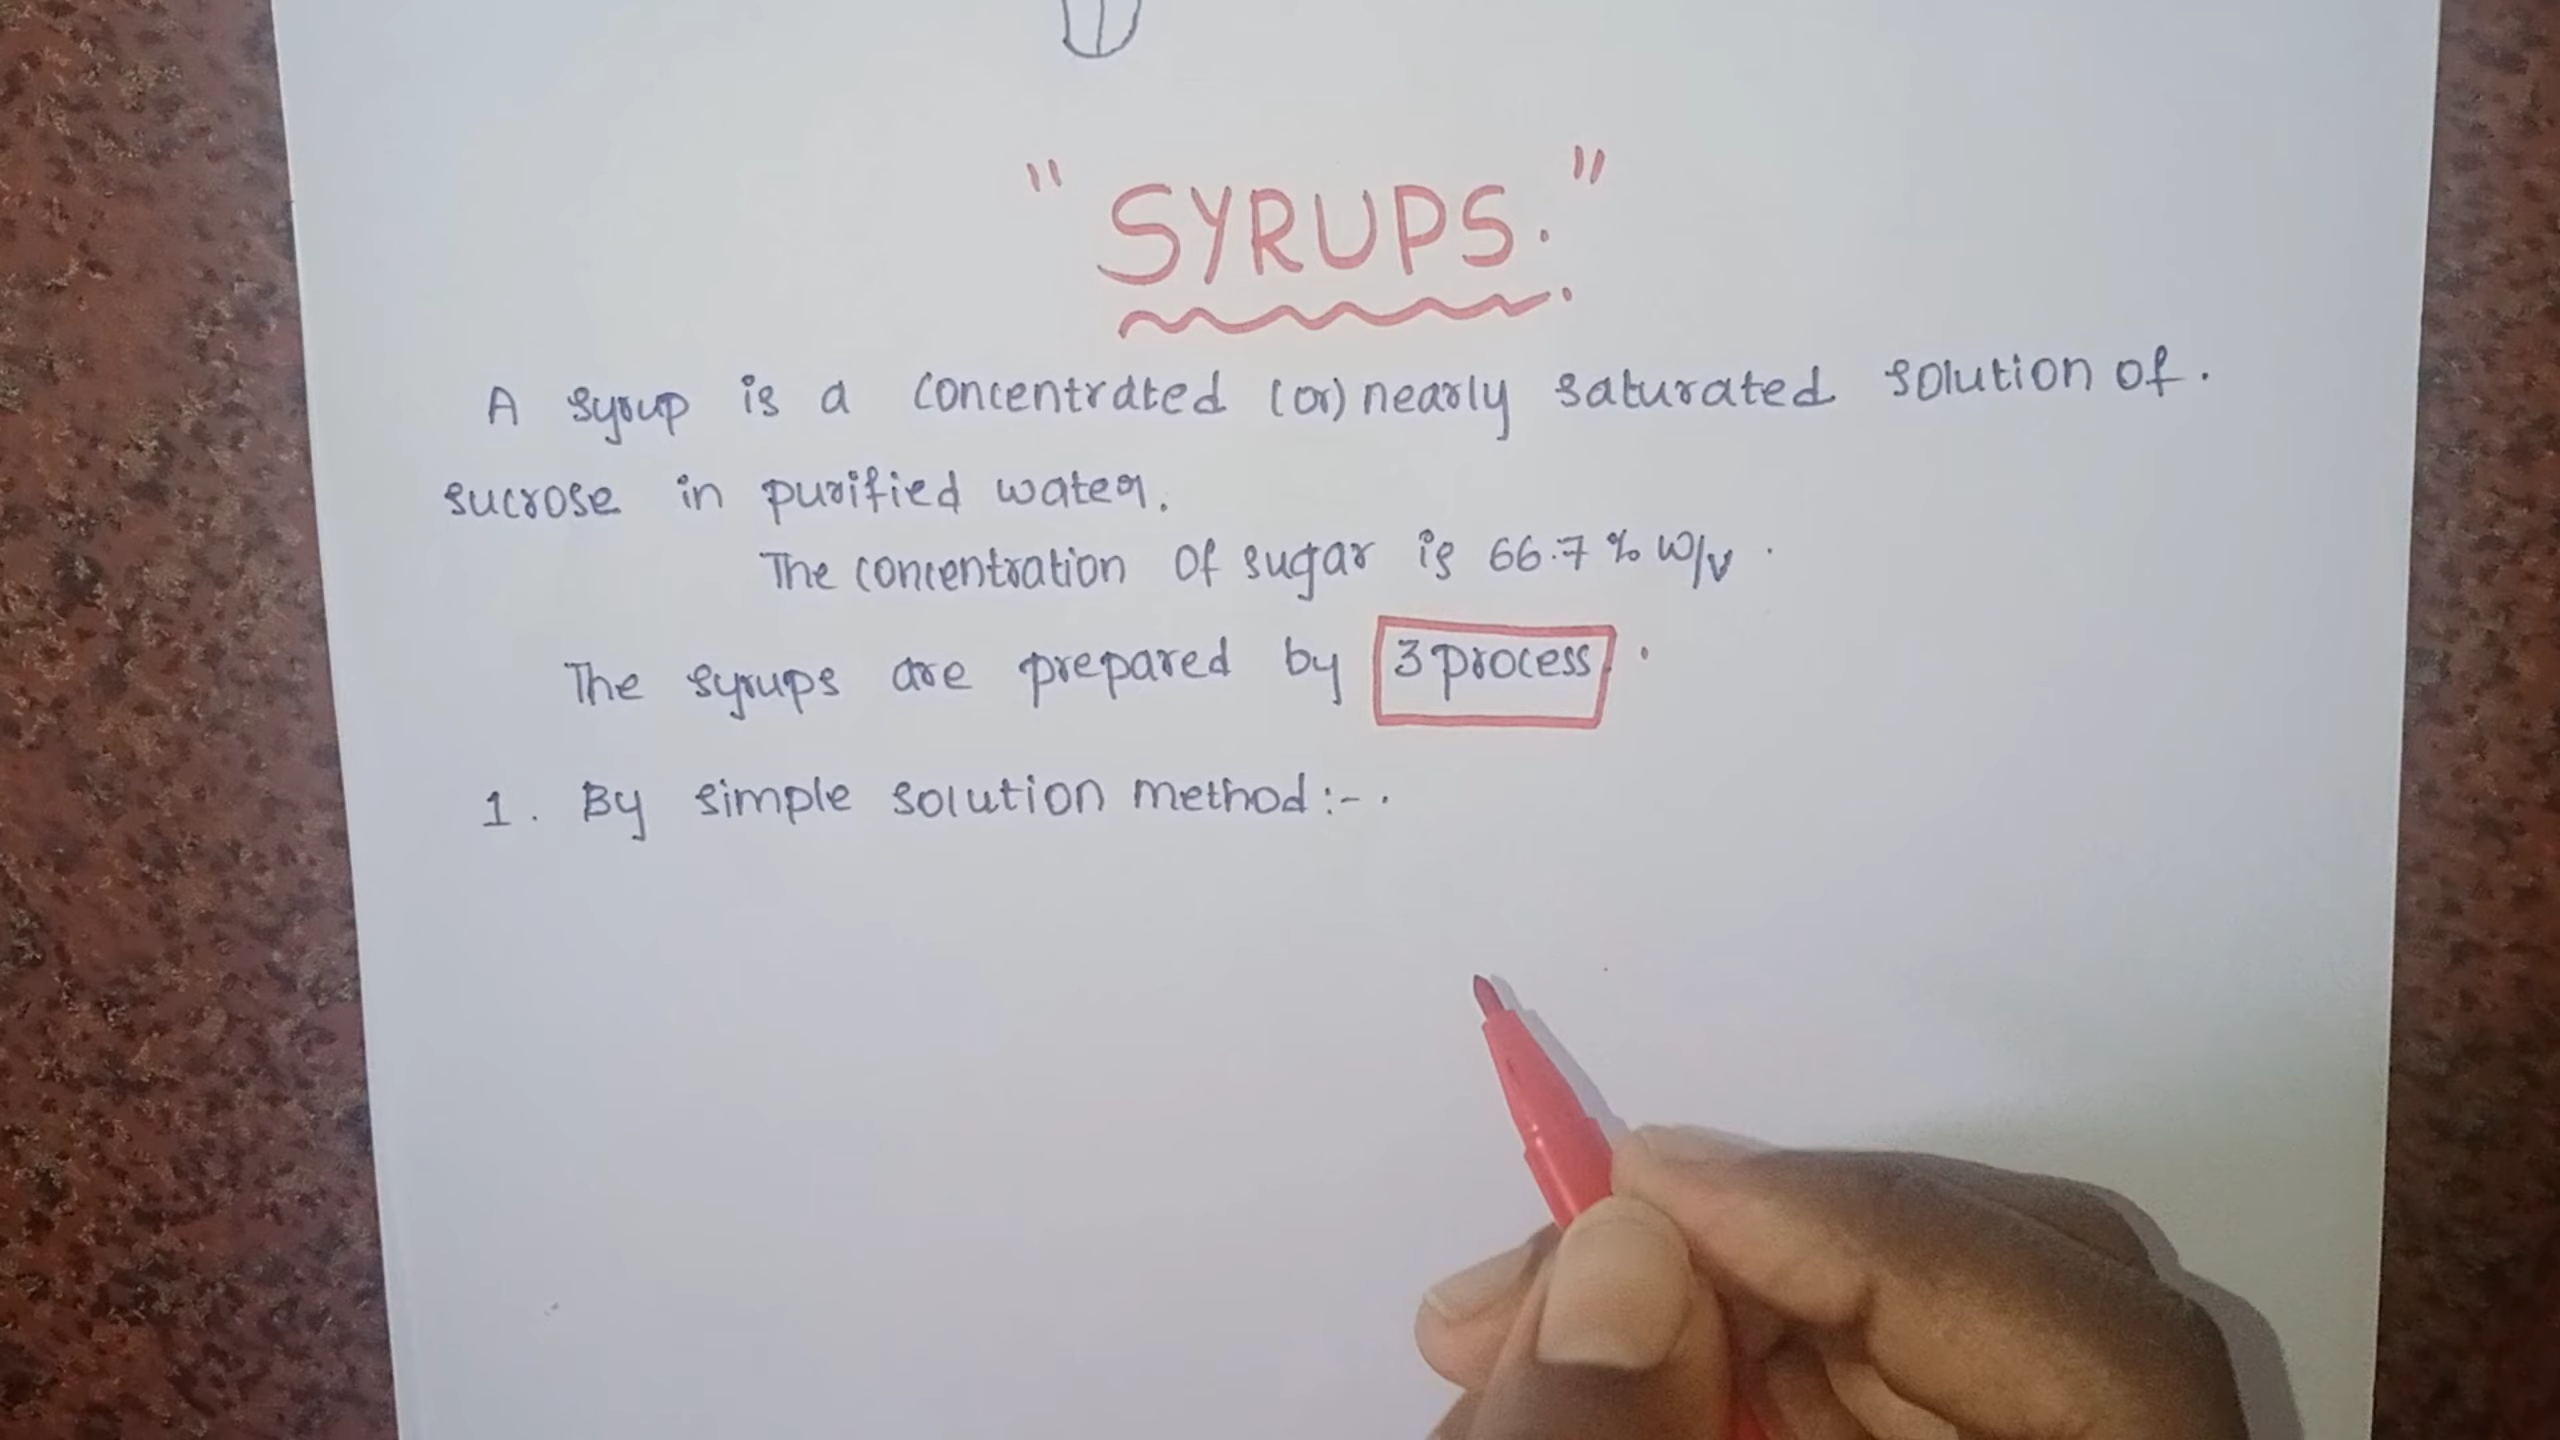 " SYRUPS. "
A syrup is a concentrated (or) nearly saturated solution of.
sucrose in purified water.
The concentration of sugar is 66.7 % w/v.
The syrups are prepared by 3 process.
1. By simple solution method :- .